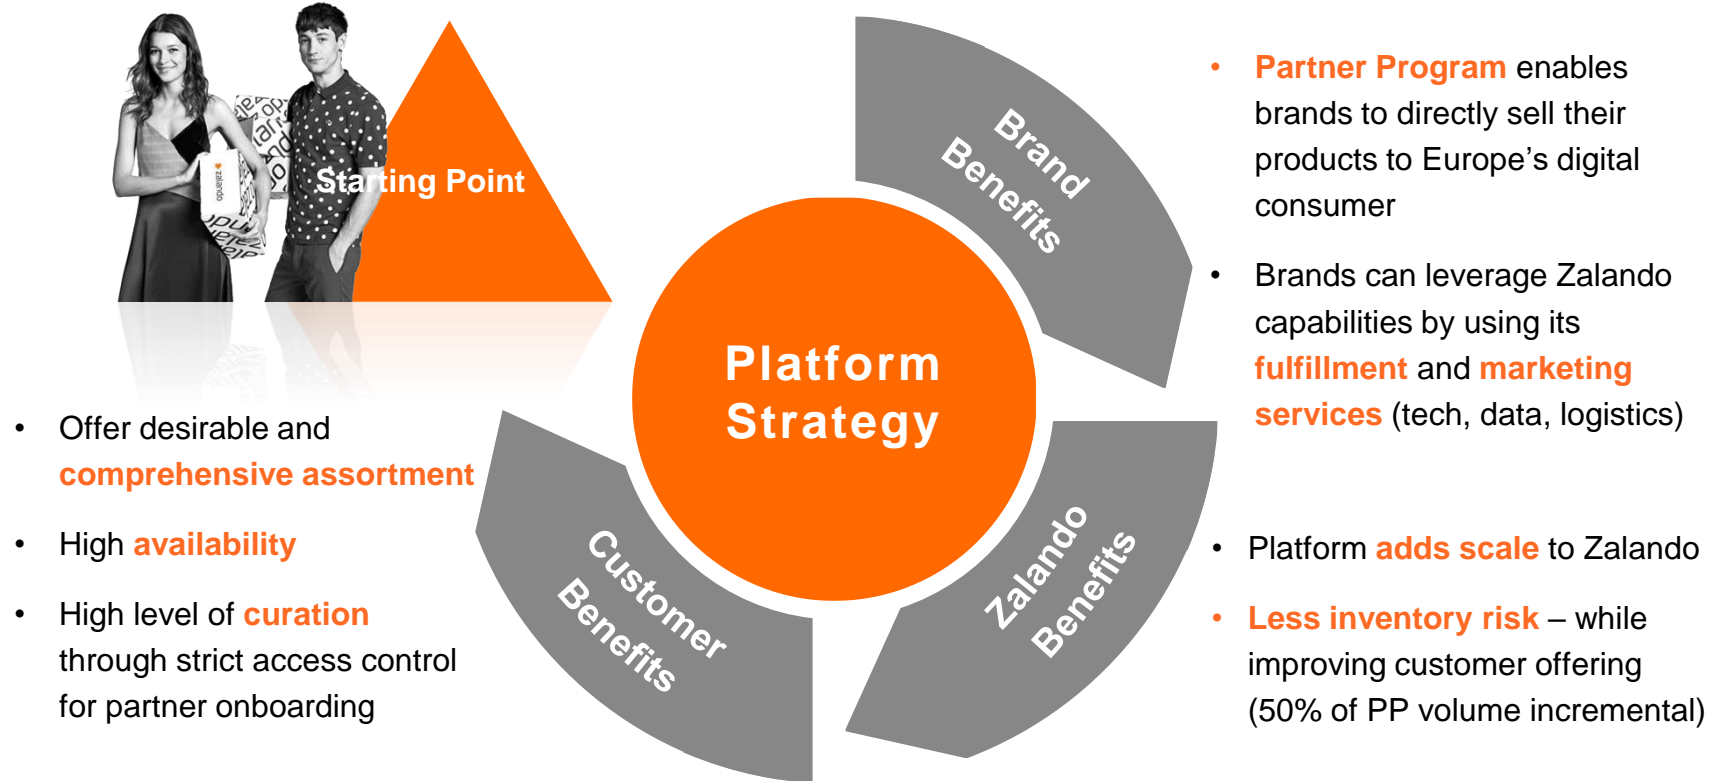 Starting Point
zalando
Brand
Benefits
Platform
Strategy
Zalando
Benefits
Customer
Benefits
• Partner Program enables
brands to directly sell their
products to Europe’s digital
consumer
• Brands can leverage Zalando
capabilities by using its
fulfillment and marketing
services (tech, data, logistics)
• Platform adds scale to Zalando
• Less inventory risk – while
improving customer offering
(50% of PP volume incremental)
• Offer desirable and
comprehensive assortment
• High availability
• High level of curation
through strict access control
for partner onboarding